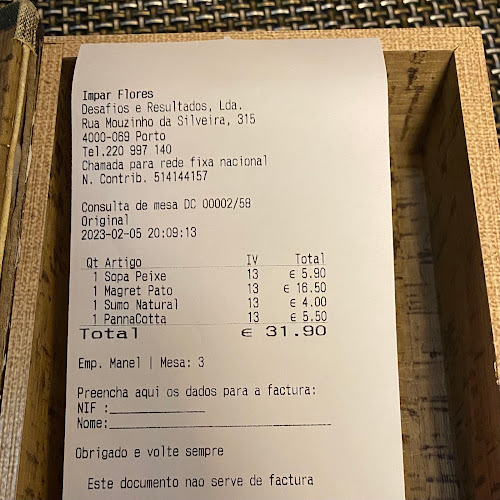 Impar Flores
Desafios e Resultados, Lda.
Rua Mouzinho da Silveira, 315
4000-069 Porto
Tel.220 997 140
Chamada para rede fixa nacional
N. Contrib. 514144157
Consulta de mesa DC 00002/58
Original
2023-02-05 20:09:13
Qt Artigo IV Total
1 Sopa Peixe 13 € 5.90
1 Magret Pato 13 € 16.50
1 Sumo Natural 13 € 4.00
1 PannaCotta 13 € 5.50
Total € 31.90
Emp. Manel | Mesa: 3
Preencha aqui os dados para a factura:
NIF :______________
Nome:________________________________
Obrigado e volte sempre
Este documento nao serve de factura